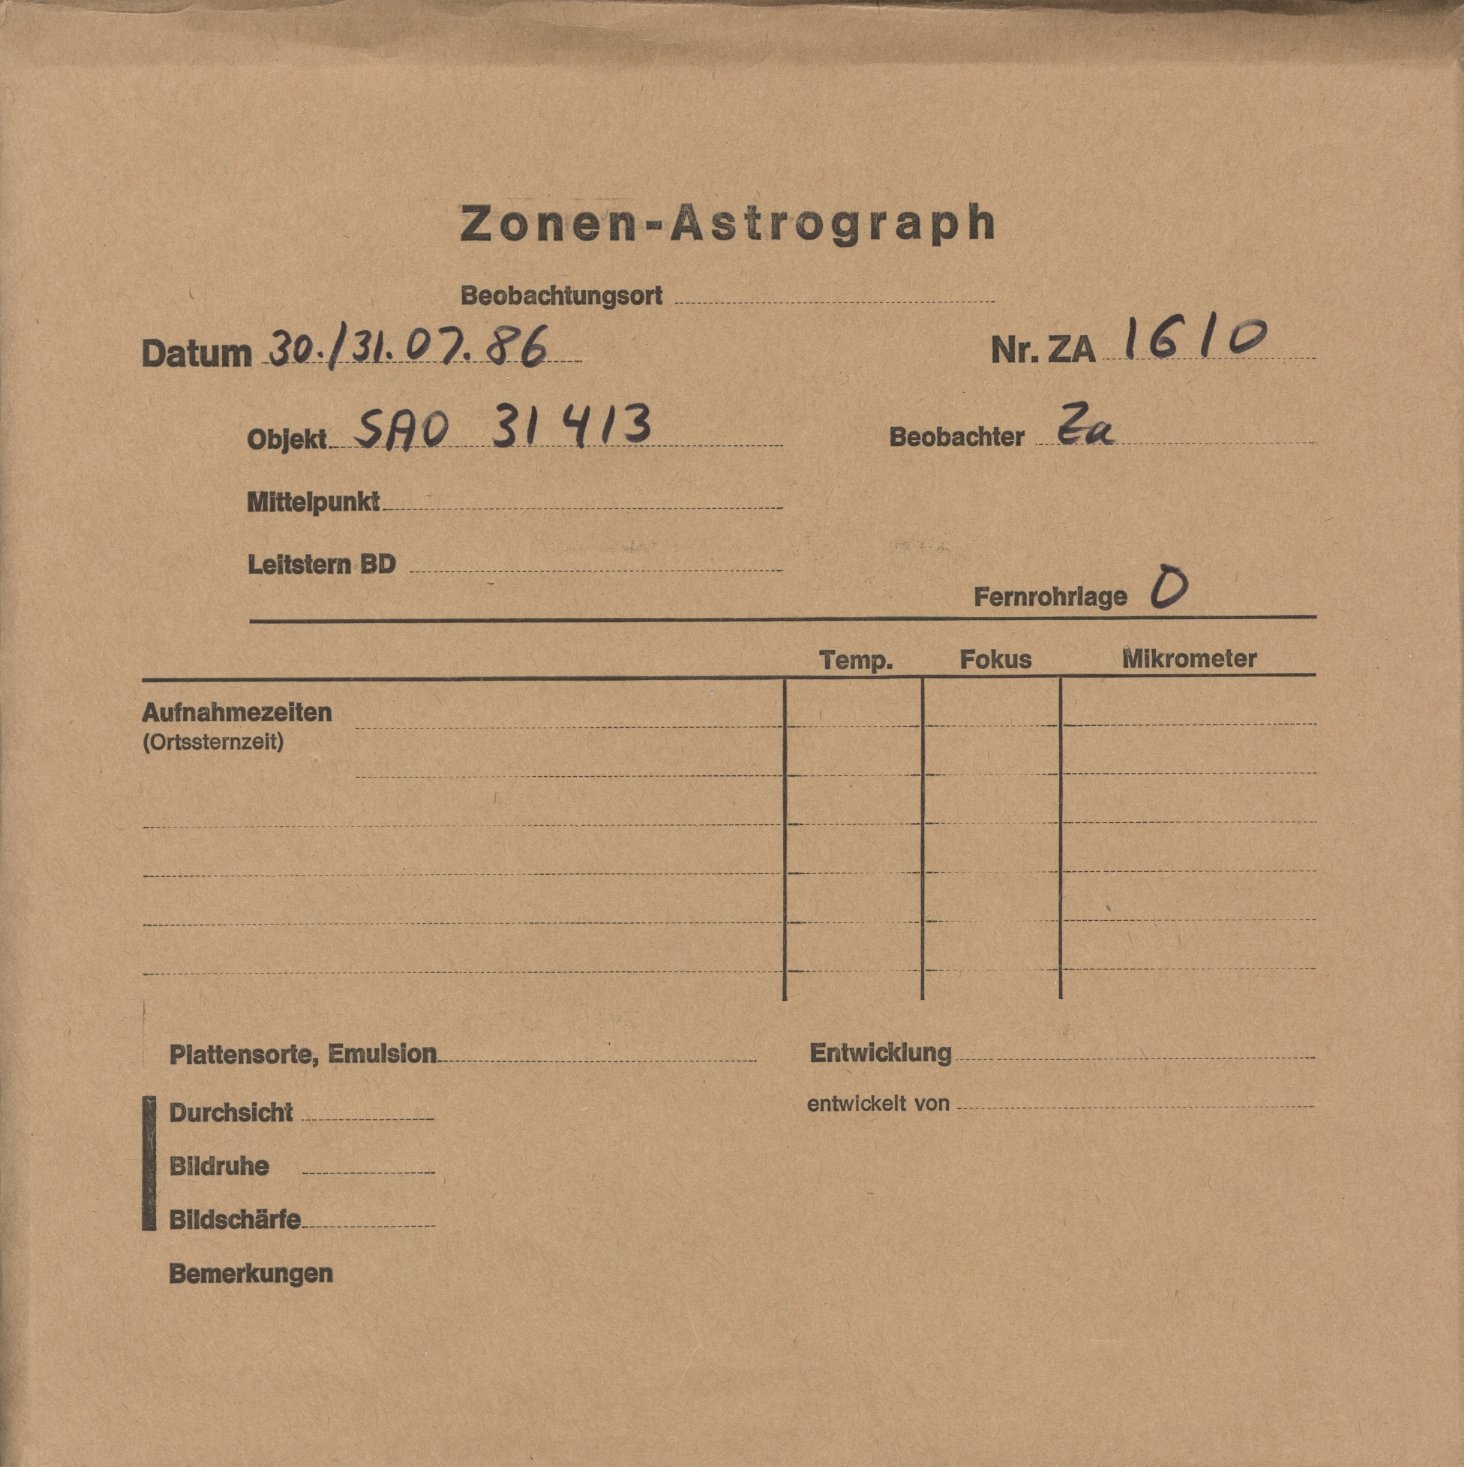 Zonen-Astrograph
Beobachtungsort
Datum 30./31.07.86 Nr. ZA 1610
Objekt SAO 31413 Beobachter Za
Mittelpunkt
Leitstern BD
Fernrohrlage O
Temp. Fokus Mikrometer
Aufnahmezeiten
(Ortssternzeit)
Plattensorte, Emulsion Entwicklung
Durchsicht entwickelt von
Bildruhe
Bildschärfe
Bemerkungen